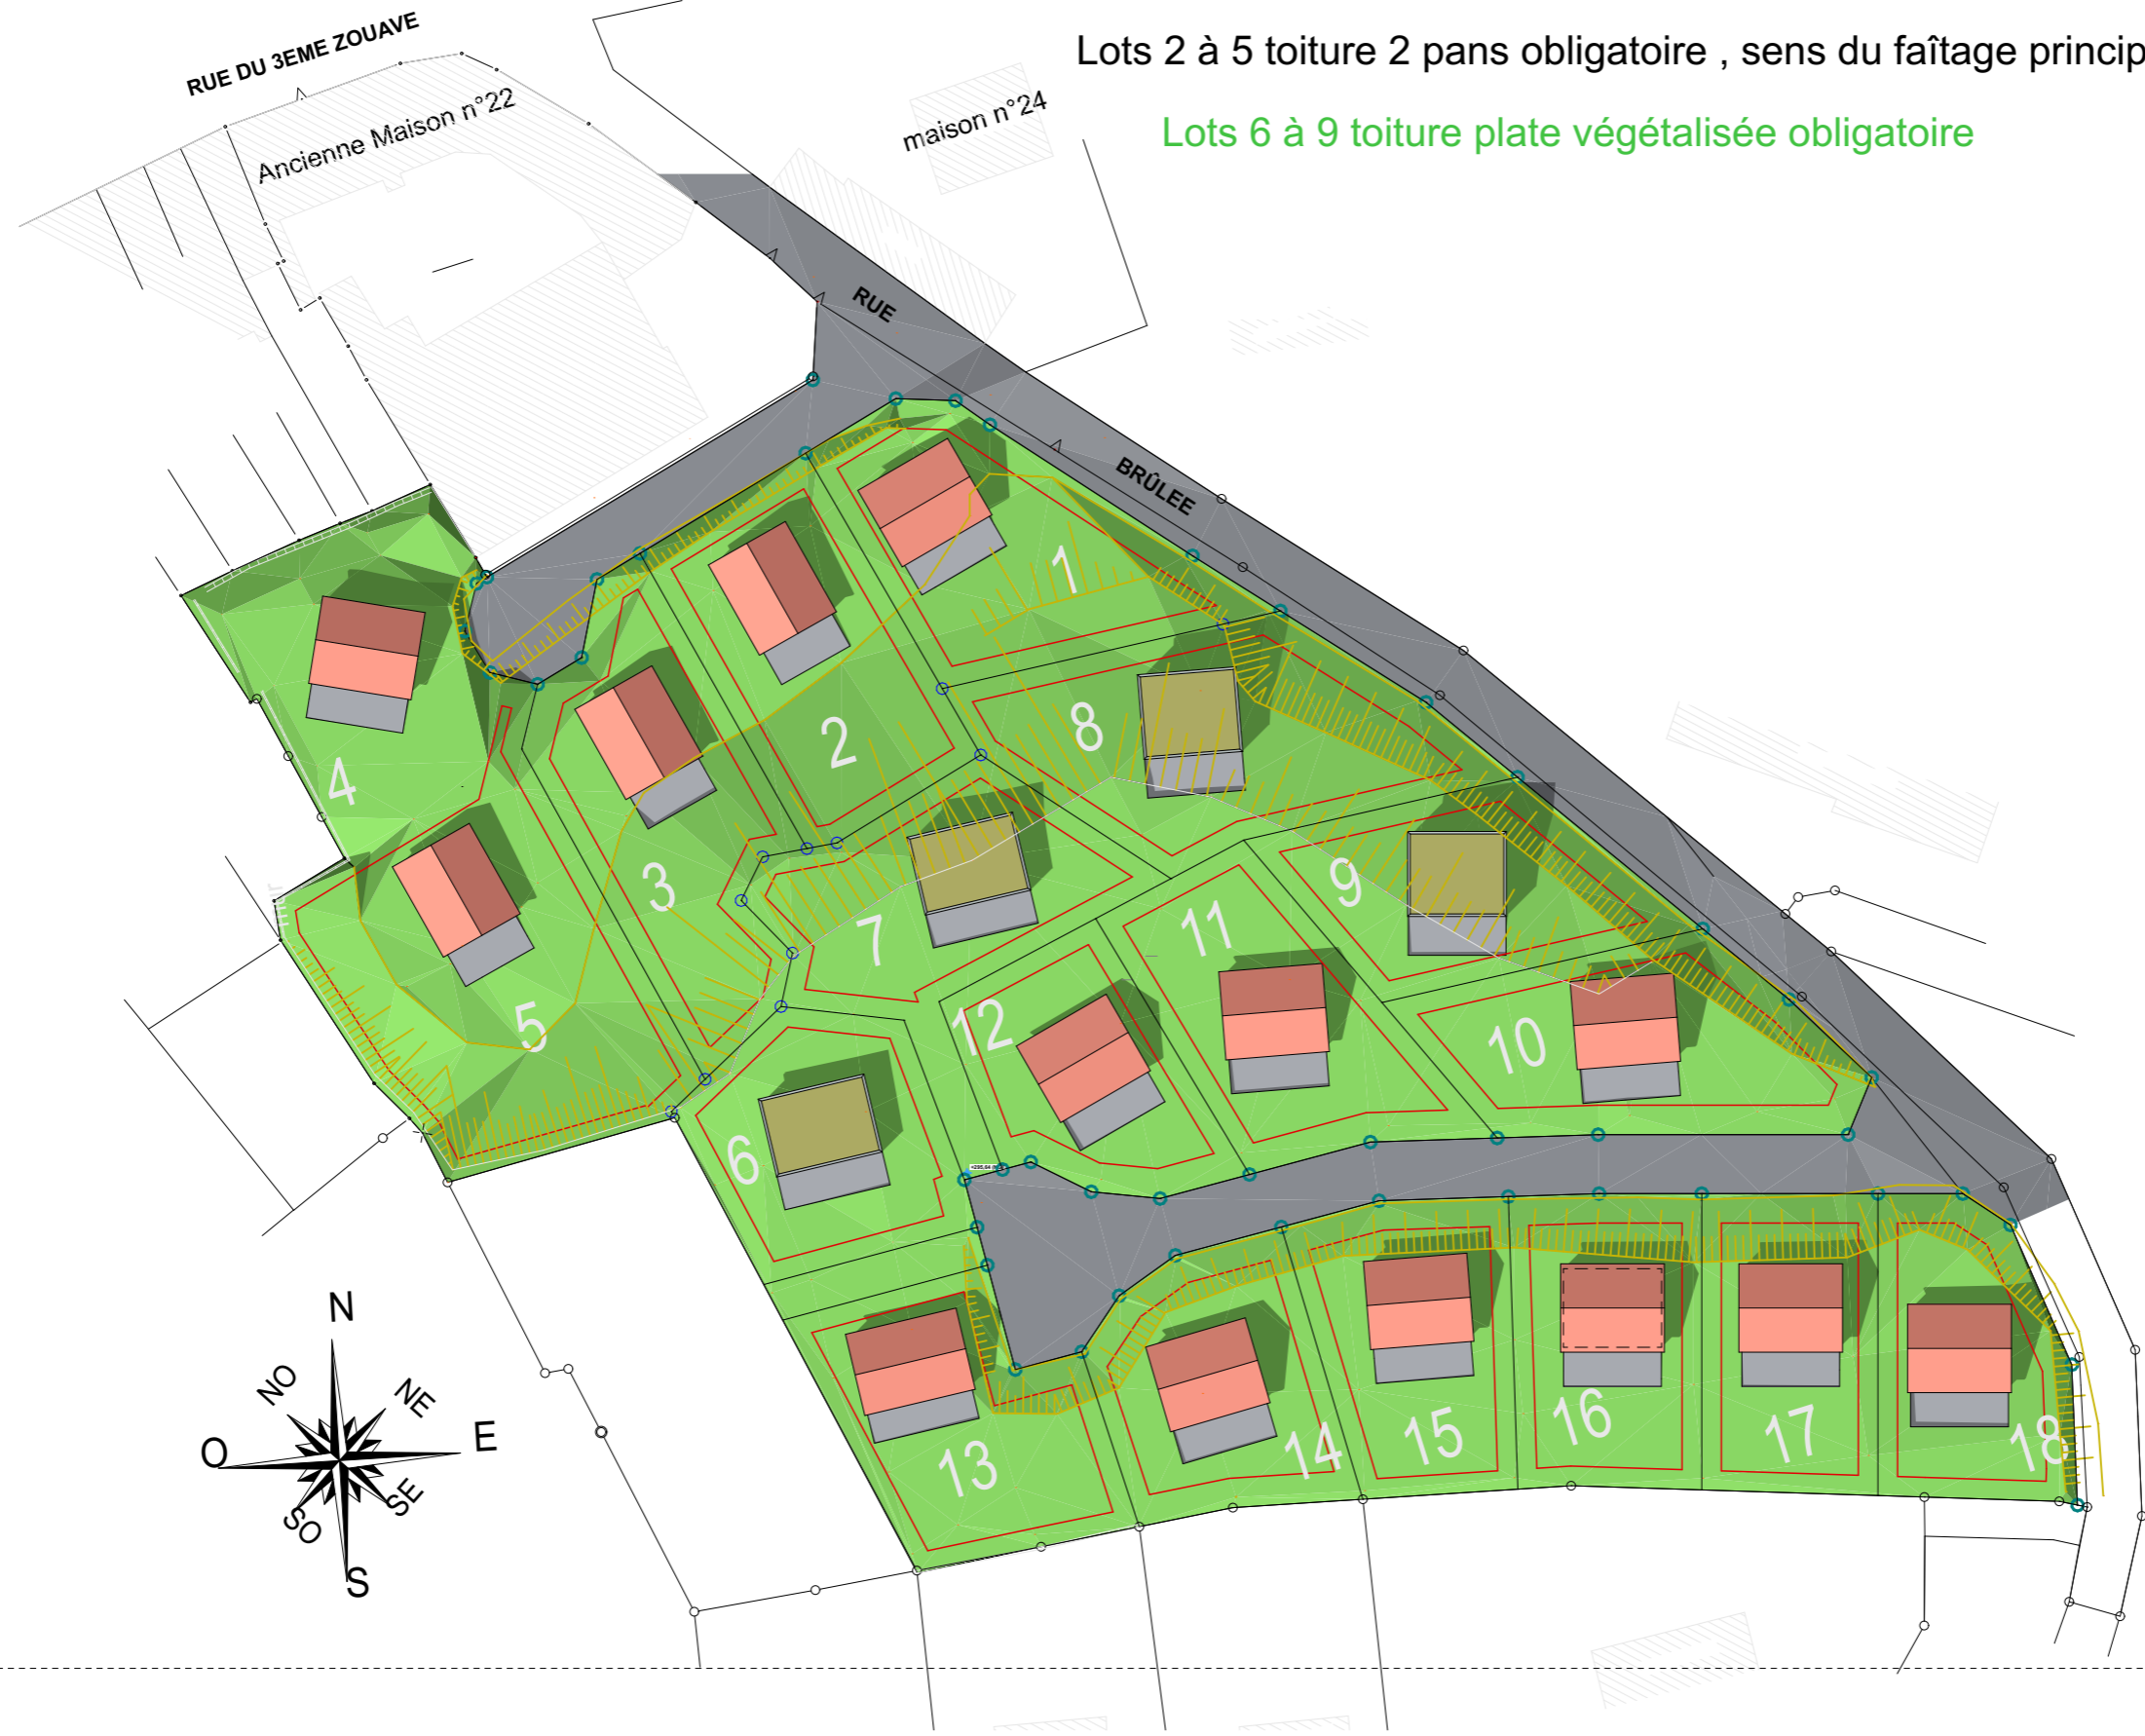 Lots 2 à 5 toiture 2 pans obligatoire , sens du faîtage princip
Lots 6 à 9 toiture plate végétalisée obligatoire
RUE DU 3EME ZOUAVE
Ancienne Maison n°22
maison n°24
RUE
BRÛLEE
1
2
3
4
5
6
7
8
9
10
11
12
13
14
15
16
17
18
N
NO
NE
O
E
SO
SE
S